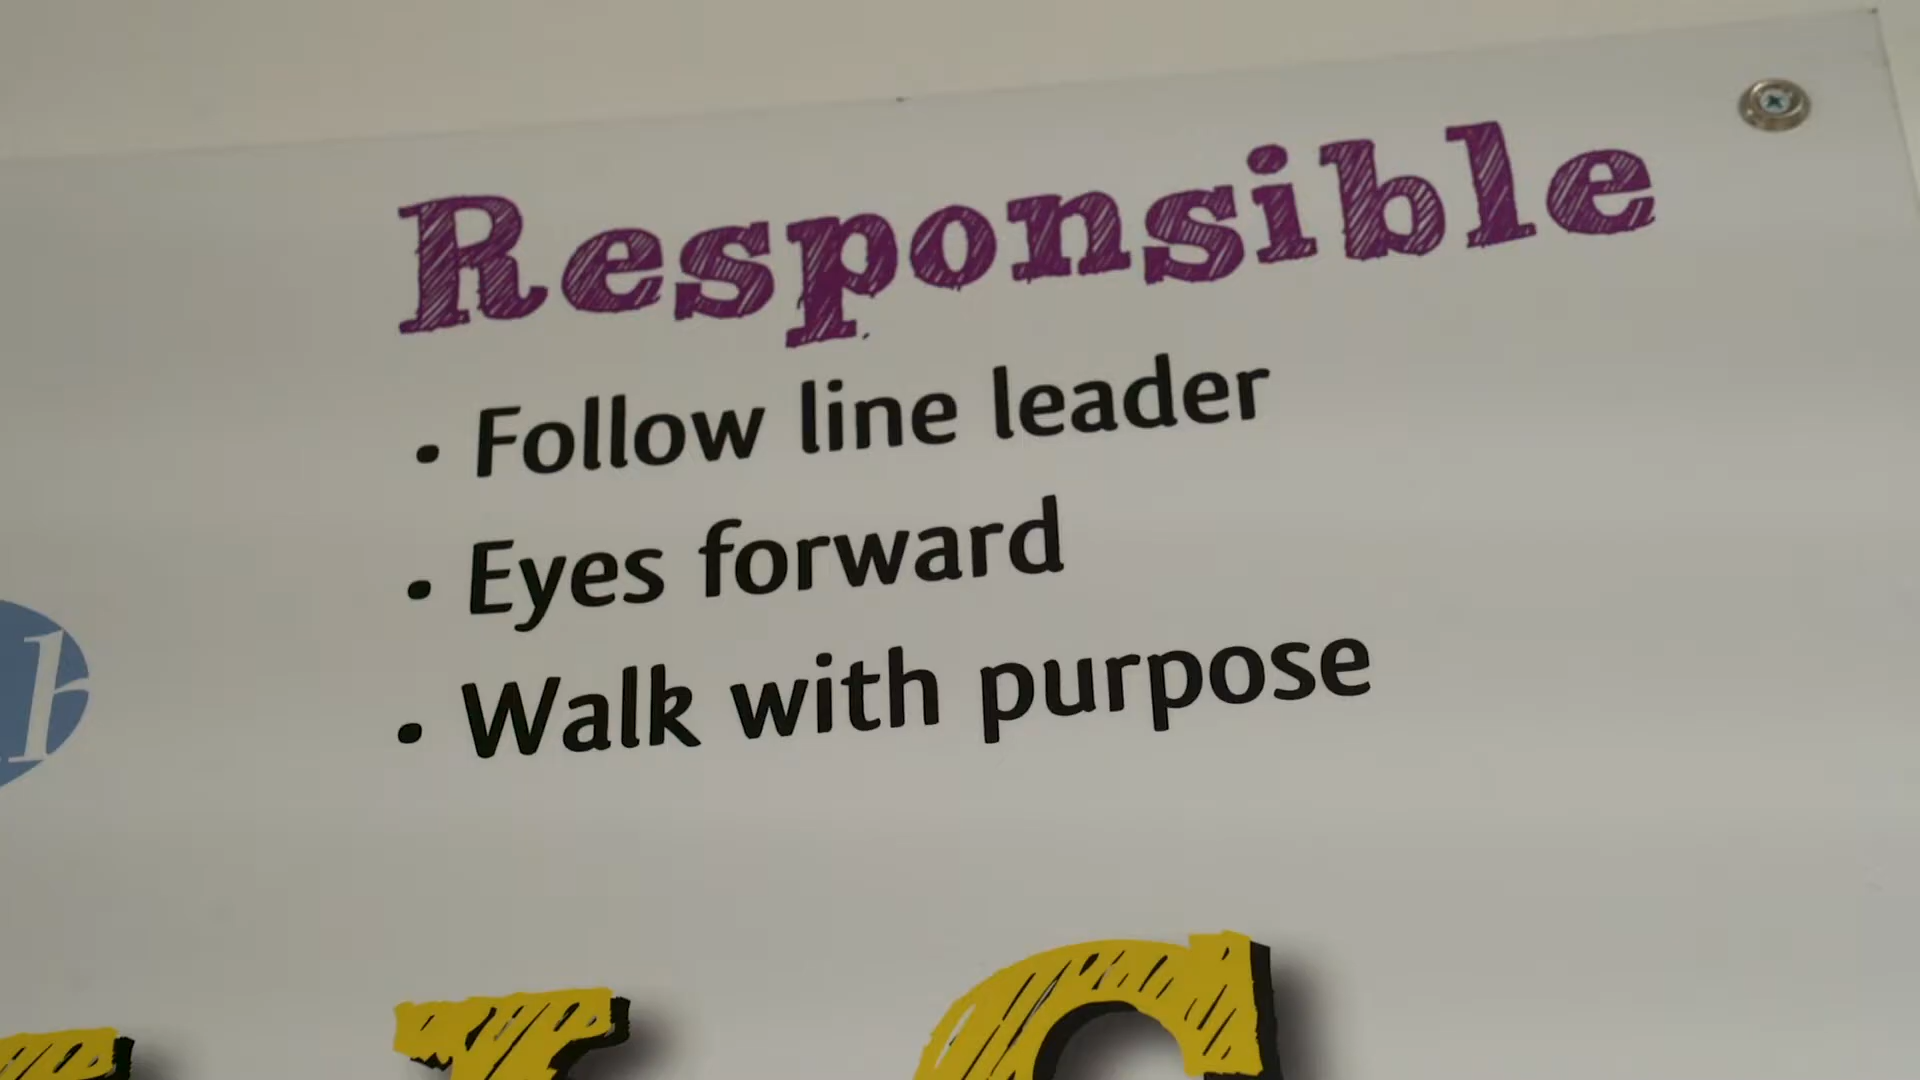 Responsible
• Follow line leader
• Eyes forward
• Walk with purpose